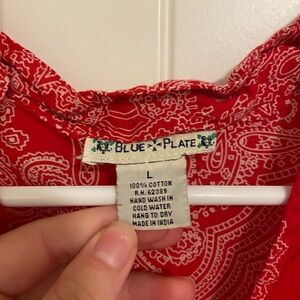 BLUE PLATE
L
100% COTTON
R.N. 62389
HAND WASH IN
COLD WATER
HANG TO DRY
MADE IN INDIA